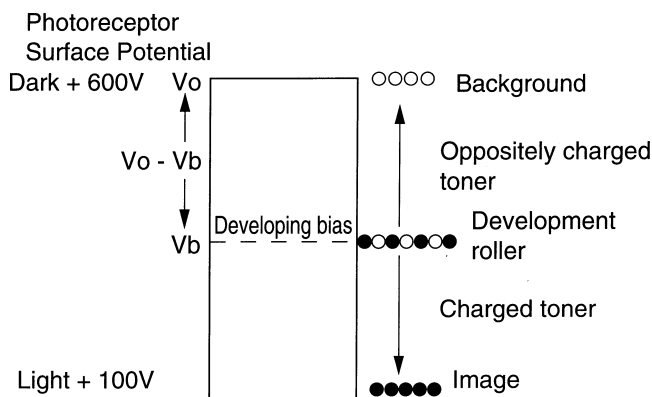 Photoreceptor
Surface Potential
Dark + 600V Vo
Background
Vo - Vb
Oppositely charged
toner
Developing bias
Vb
Development
roller
Charged toner
Light + 100V
Image